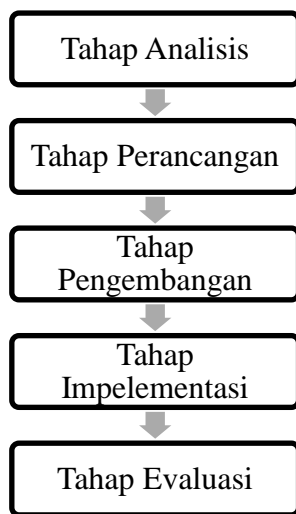 Tahap Analisis
Tahap Perancangan
Tahap
Pengembangan
Tahap
Impelementasi
Tahap Evaluasi